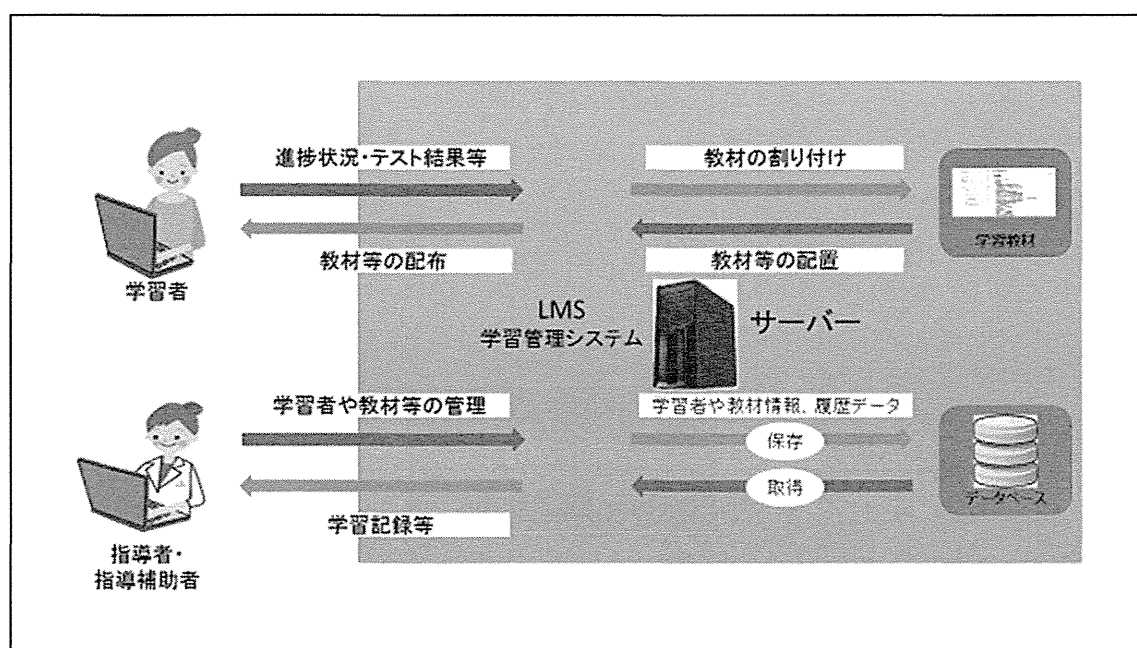 進捗状況・テスト結果等
教材の割り付け
学習教材
教材等の配布
教材等の配置
学習者
LMS
学習管理システム
サーバー
学習者や教材等の管理
学習者や教材情報、履歴データ
保存
取得
データベース
学習記録等
指導者・
指導補助者